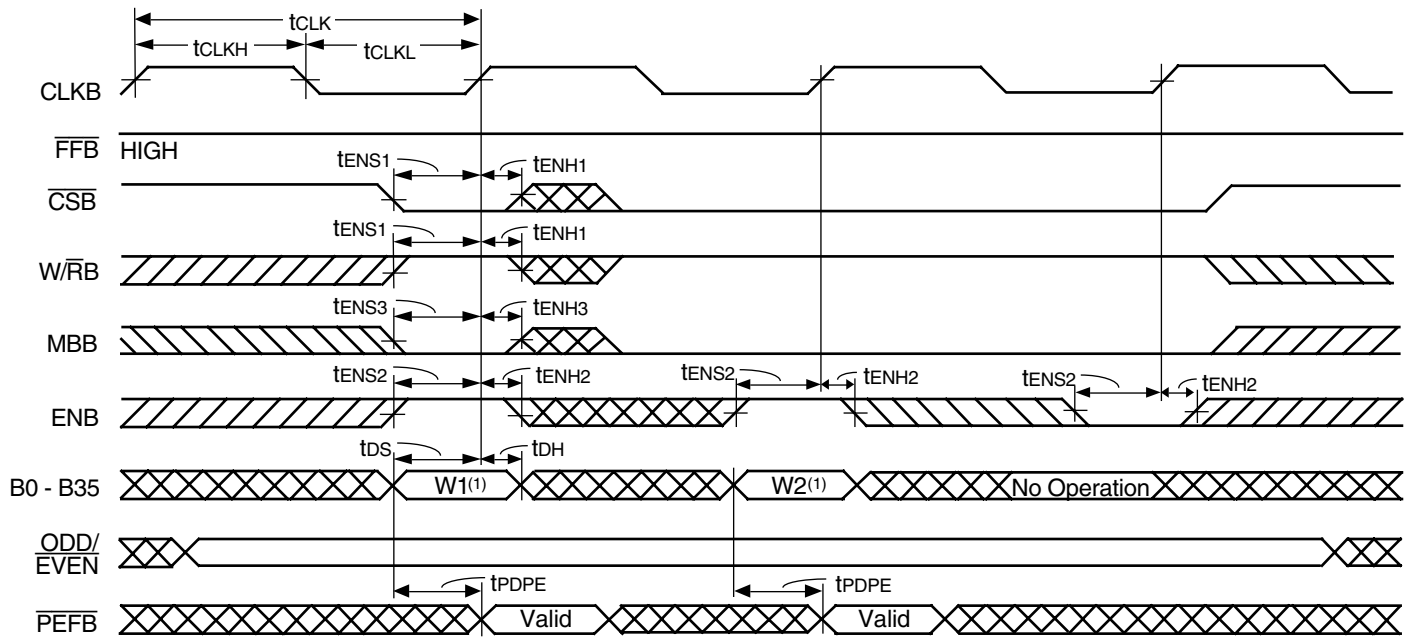 tCLK
tCLKH tCLKL
CLKB
FFB HIGH
tENS1 tENH1
CSB
tENS1 tENH1
W/RB
tENS3 tENH3
MBB
tENS2 tENH2 tENS2 tENH2 tENS2 tENH2
ENB
tDS tDH
B0 - B35 W1(1) W2(1) No Operation
ODD/
EVEN
tPDPE tPDPE
PEFB Valid Valid